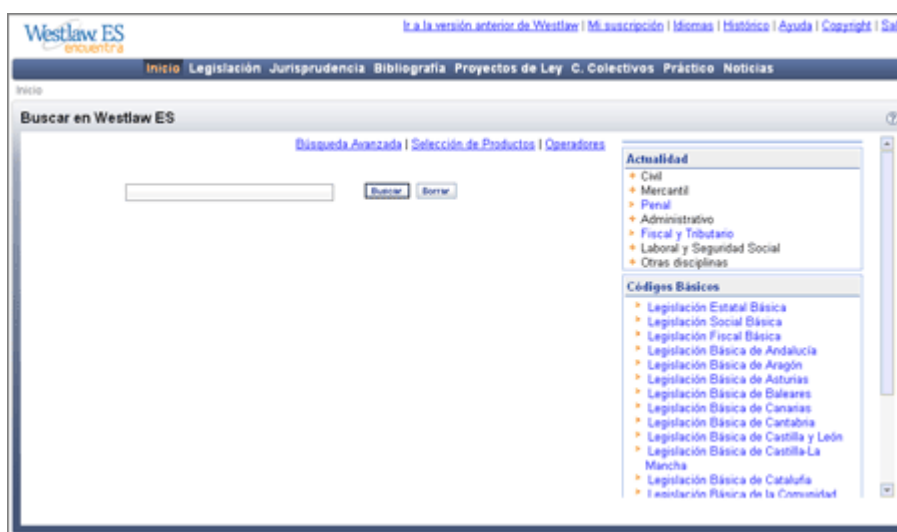 Westlaw ES
encuentra
Ir a la versión anterior de Westlaw | Mi suscripción | Idiomas | Histórico | Ayuda | Copyright | Sal
Inicio Legislación Jurisprudencia Bibliografía Proyectos de Ley C. Colectivos Práctico Noticias
Inicio
Buscar en Westlaw ES
Búsqueda Avanzada | Selección de Productos | Operadores
Buscar Borrar
Actualidad
Civil
Mercantil
Penal
Administrativo
Fiscal y Tributario
Laboral y Seguridad Social
Otras disciplinas
Códigos Básicos
Legislación Estatal Básica
Legislación Social Básica
Legislación Fiscal Básica
Legislación Básica de Andalucía
Legislación Básica de Aragón
Legislación Básica de Asturias
Legislación Básica de Baleares
Legislación Básica de Canarias
Legislación Básica de Cantabria
Legislación Básica de Castilla y León
Legislación Básica de Castilla-La
Mancha
Legislación Básica de Cataluña
Legislación Básica de la Comunidad